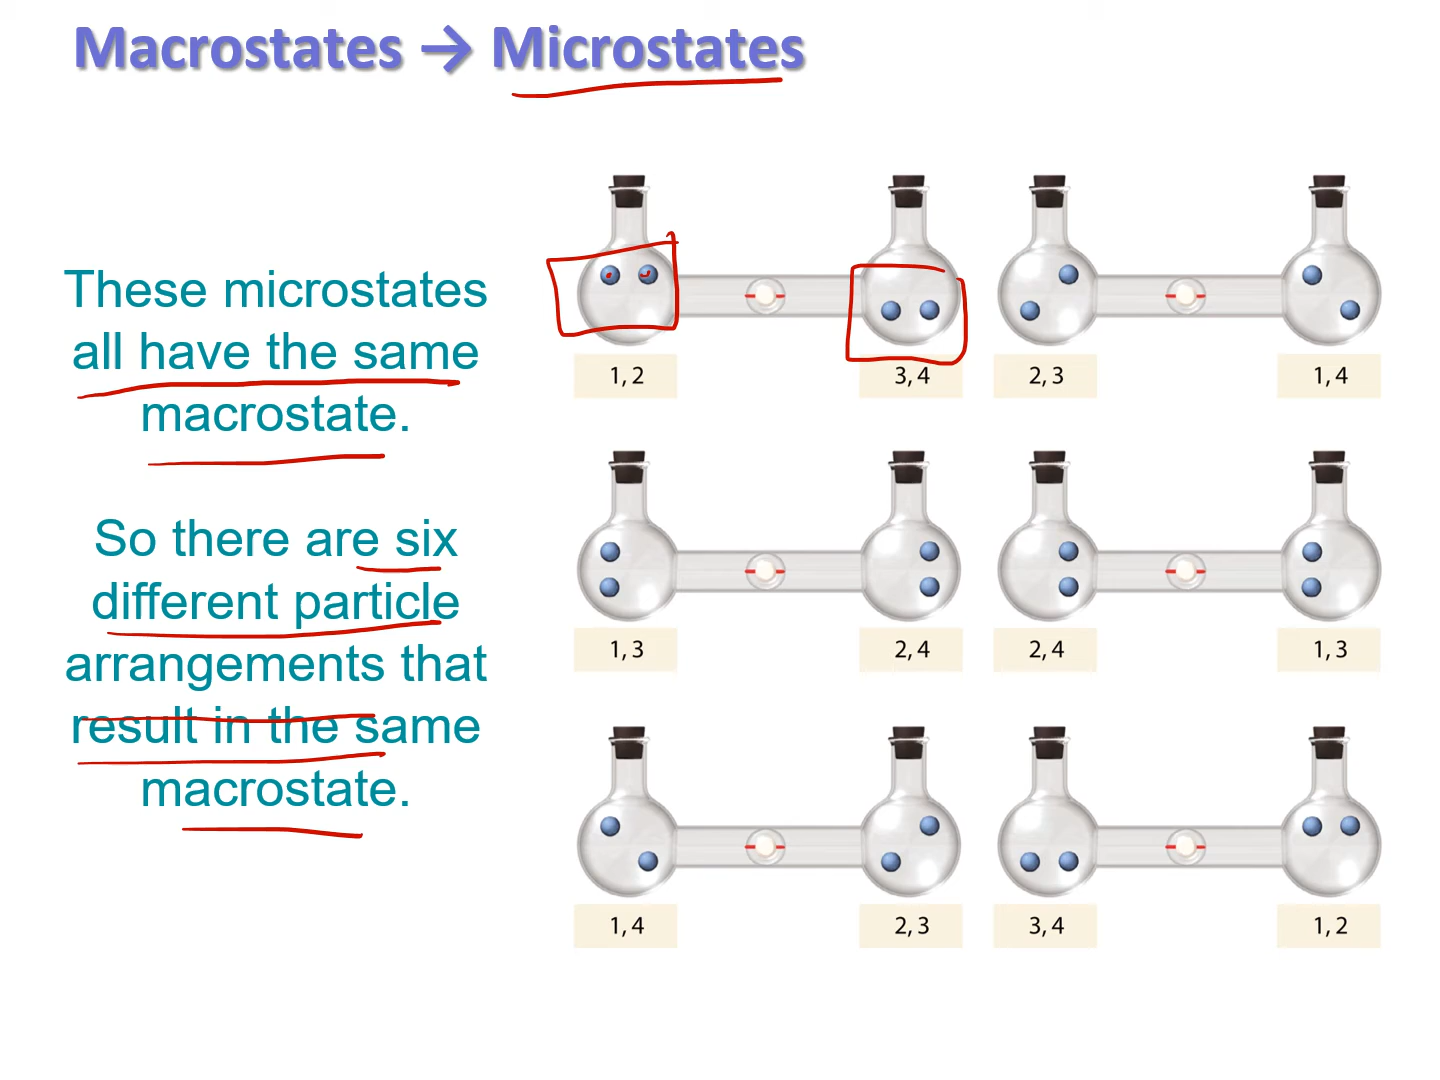 Macrostates → Microstates
These microstates
all have the same
macrostate.
So there are six
different particle
arrangements that
result in the same
macrostate.
1, 2
3, 4
2, 3
1, 4
1, 3
2, 4
2, 4
1, 3
1, 4
2, 3
3, 4
1, 2